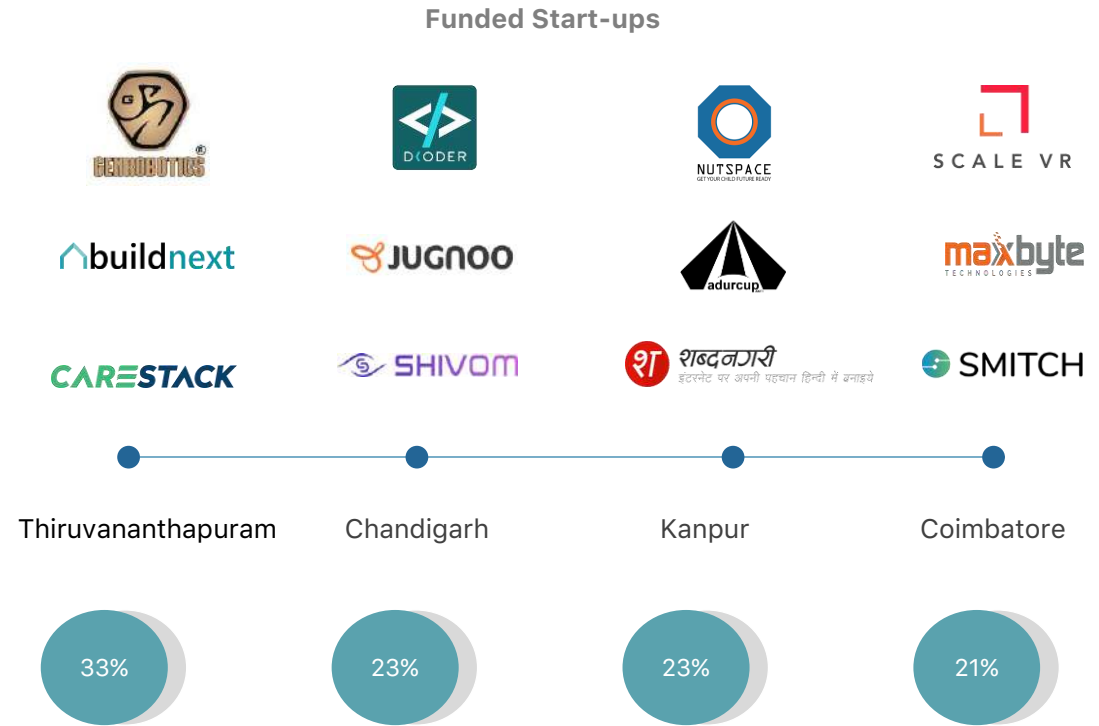 Funded Start-ups
GENROBOTICS
D<ODER
NUTSPACE
GET YOUR CHILD FUTURE READY
SCALE VR
buildnext
JUGNOO
adurcup
maxbyte
TECHNOLOGIES
CARESTACK
SHIVOM
श
शब्दनगरी
इंटरनेट पर अपनी पहचान हिन्दी में बनाइये
SMITCH
Thiruvananthapuram
Chandigarh
Kanpur
Coimbatore
33%
23%
23%
21%